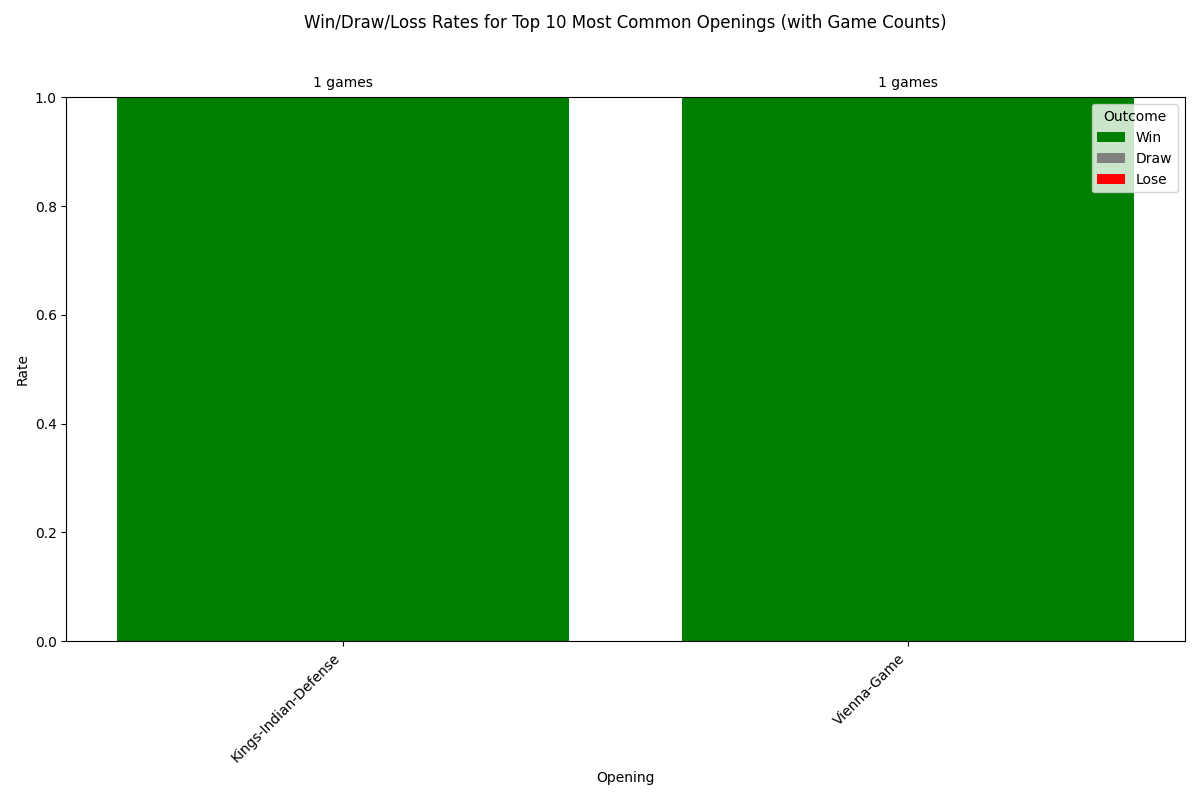 Win/Draw/Loss Rates for Top 10 Most Common Openings (with Game Counts)
1 games
1 games
Outcome
Win
Draw
Lose
1.0
0.8
0.6
0.4
0.2
0.0
Rate
Kings-Indian-Defense
Vienna-Game
Opening